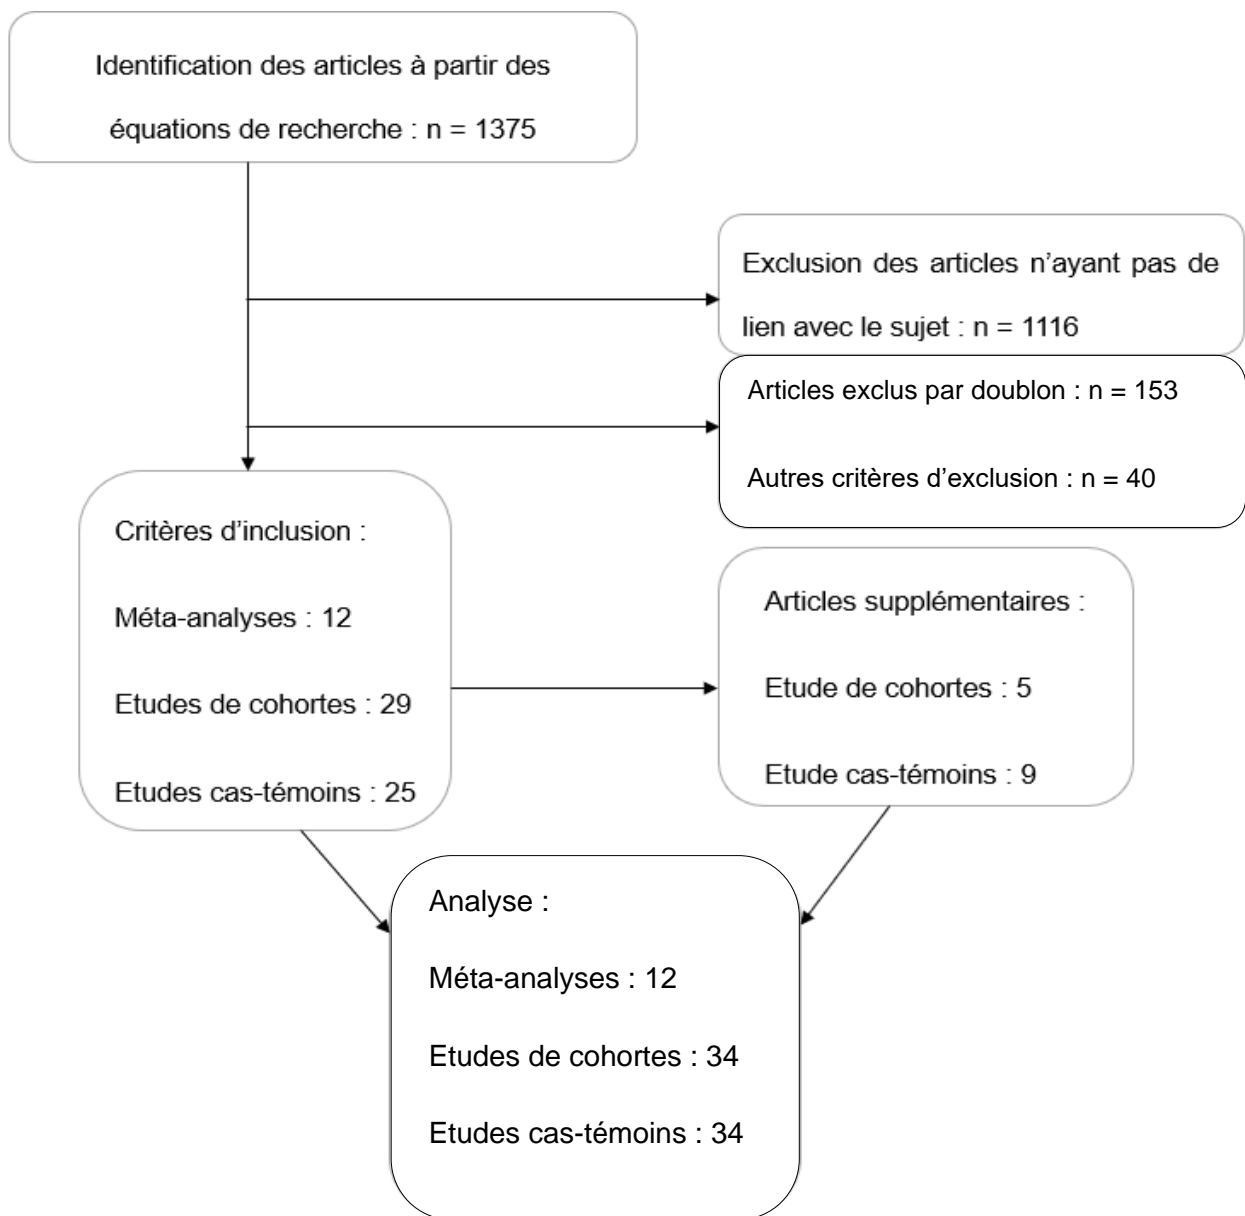 Identification des articles à partir des
équations de recherche : n = 1375
Exclusion des articles n’ayant pas de
lien avec le sujet : n = 1116
Articles exclus par doublon : n = 153
Autres critères d’exclusion : n = 40
Critères d’inclusion :
Méta-analyses : 12
Etudes de cohortes : 29
Etudes cas-témoins : 25
Articles supplémentaires :
Etude de cohortes : 5
Etude cas-témoins : 9
Analyse :
Méta-analyses : 12
Etudes de cohortes : 34
Etudes cas-témoins : 34